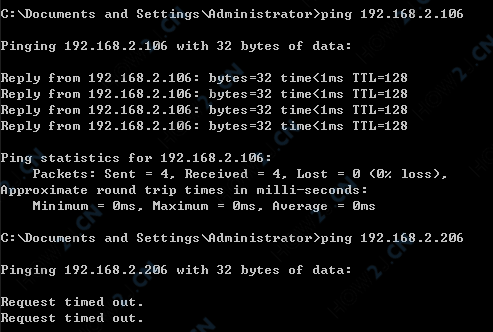 C:\Documents and Settings\Administrator>ping 192.168.2.106
Pinging 192.168.2.106 with 32 bytes of data:
Reply from 192.168.2.106: bytes=32 time<1ms TTL=128
Reply from 192.168.2.106: bytes=32 time<1ms TTL=128
Reply from 192.168.2.106: bytes=32 time<1ms TTL=128
Reply from 192.168.2.106: bytes=32 time<1ms TTL=128
Ping statistics for 192.168.2.106:
    Packets: Sent = 4, Received = 4, Lost = 0 (0% loss),
Approximate round trip times in milli-seconds:
    Minimum = 0ms, Maximum = 0ms, Average = 0ms
C:\Documents and Settings\Administrator>ping 192.168.2.206
Pinging 192.168.2.206 with 32 bytes of data:
Request timed out.
Request timed out.